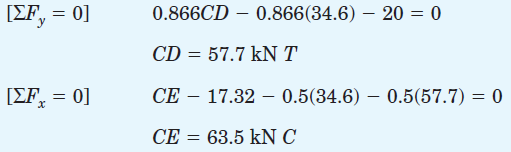 [ΣF_y = 0] 0.866CD − 0.866(34.6) − 20 = 0
CD = 57.7 kN T
[ΣF_x = 0] CE − 17.32 − 0.5(34.6) − 0.5(57.7) = 0
CE = 63.5 kN C